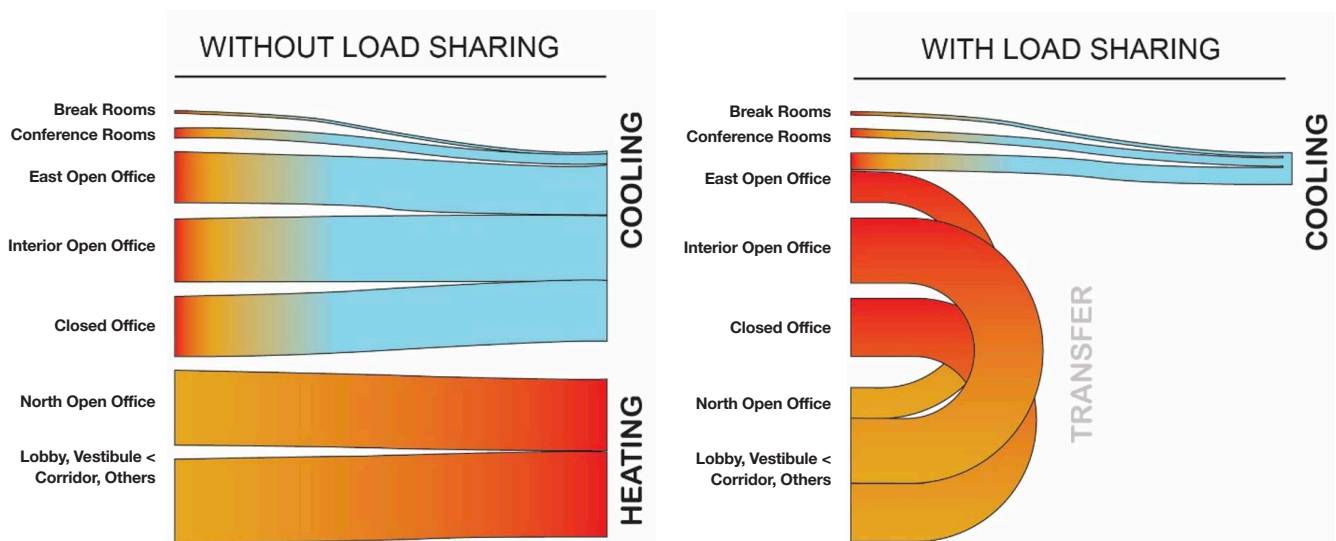 WITHOUT LOAD SHARING
Break Rooms
Conference Rooms
East Open Office
Interior Open Office
Closed Office
North Open Office
Lobby, Vestibule <
Corridor, Others
COOLING
HEATING
WITH LOAD SHARING
Break Rooms
Conference Rooms
East Open Office
Interior Open Office
Closed Office
North Open Office
Lobby, Vestibule <
Corridor, Others
COOLING
TRANSFER